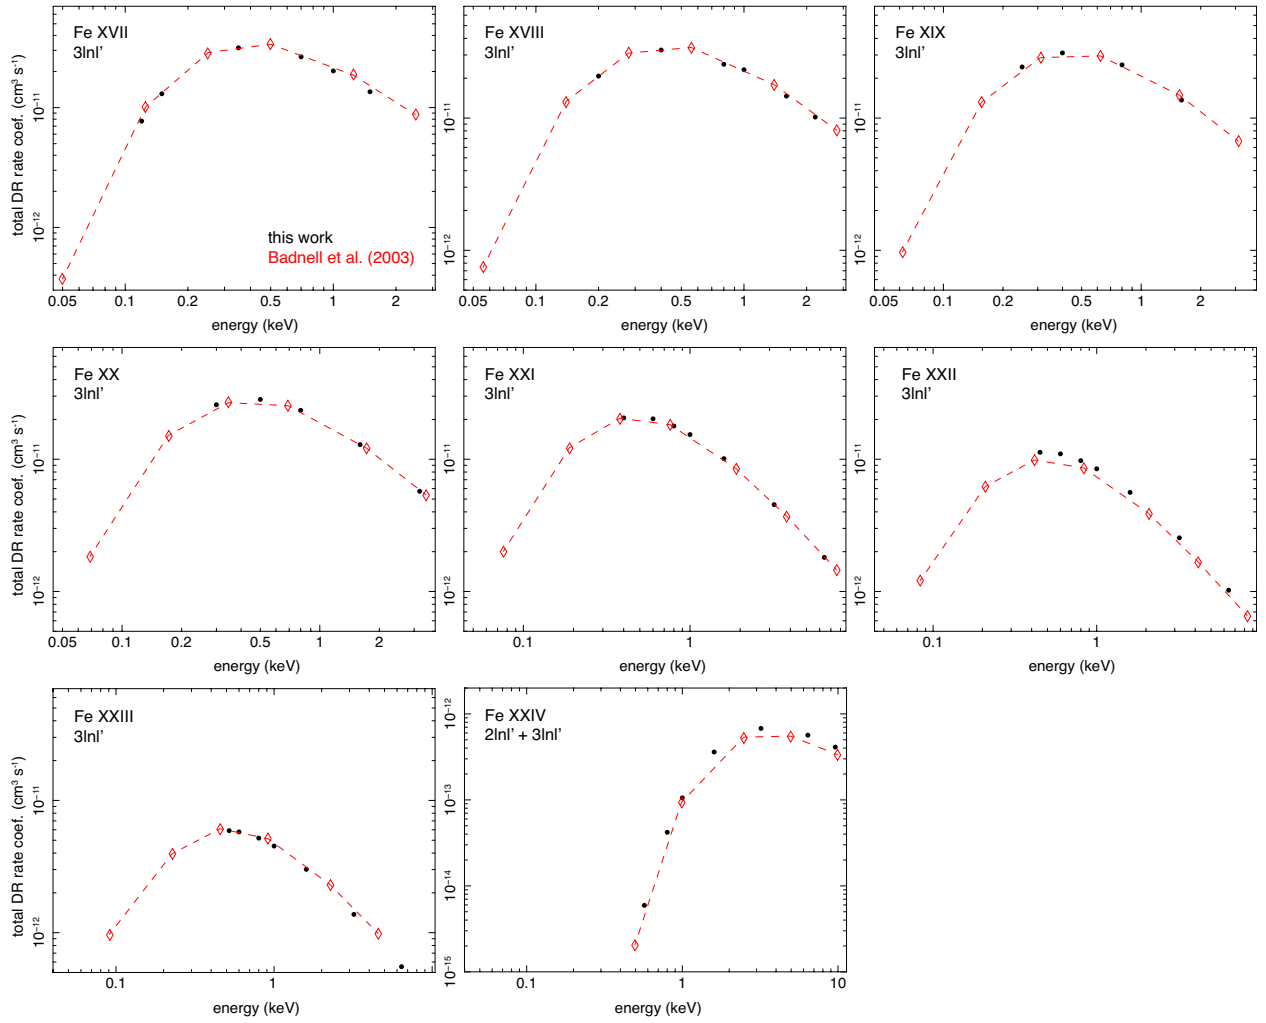 Fe XVII
3lnl'
total DR rate coef. (cm³ s⁻¹)
10⁻¹¹
10⁻¹²
this work
Badnell et al. (2003)
0.05 0.1 0.2 0.5 1 2
energy (keV)
Fe XVIII
3lnl'
10⁻¹¹
10⁻¹²
0.1 0.2 0.5 1 2
energy (keV)
Fe XIX
3lnl'
10⁻¹¹
10⁻¹²
0.05 0.1 0.2 0.5 1 2
energy (keV)
Fe XX
3lnl'
total DR rate coef. (cm³ s⁻¹)
10⁻¹¹
10⁻¹²
0.05 0.1 0.2 0.5 1 2
energy (keV)
Fe XXI
3lnl'
10⁻¹¹
10⁻¹²
0.1 1
energy (keV)
Fe XXII
3lnl'
10⁻¹¹
10⁻¹²
0.1 1
energy (keV)
Fe XXIII
3lnl'
total DR rate coef. (cm³ s⁻¹)
10⁻¹¹
10⁻¹²
0.1 1
energy (keV)
Fe XXIV
2lnl' + 3lnl'
10⁻¹²
10⁻¹³
10⁻¹⁴
10⁻¹⁵
0.1 1 10
energy (keV)